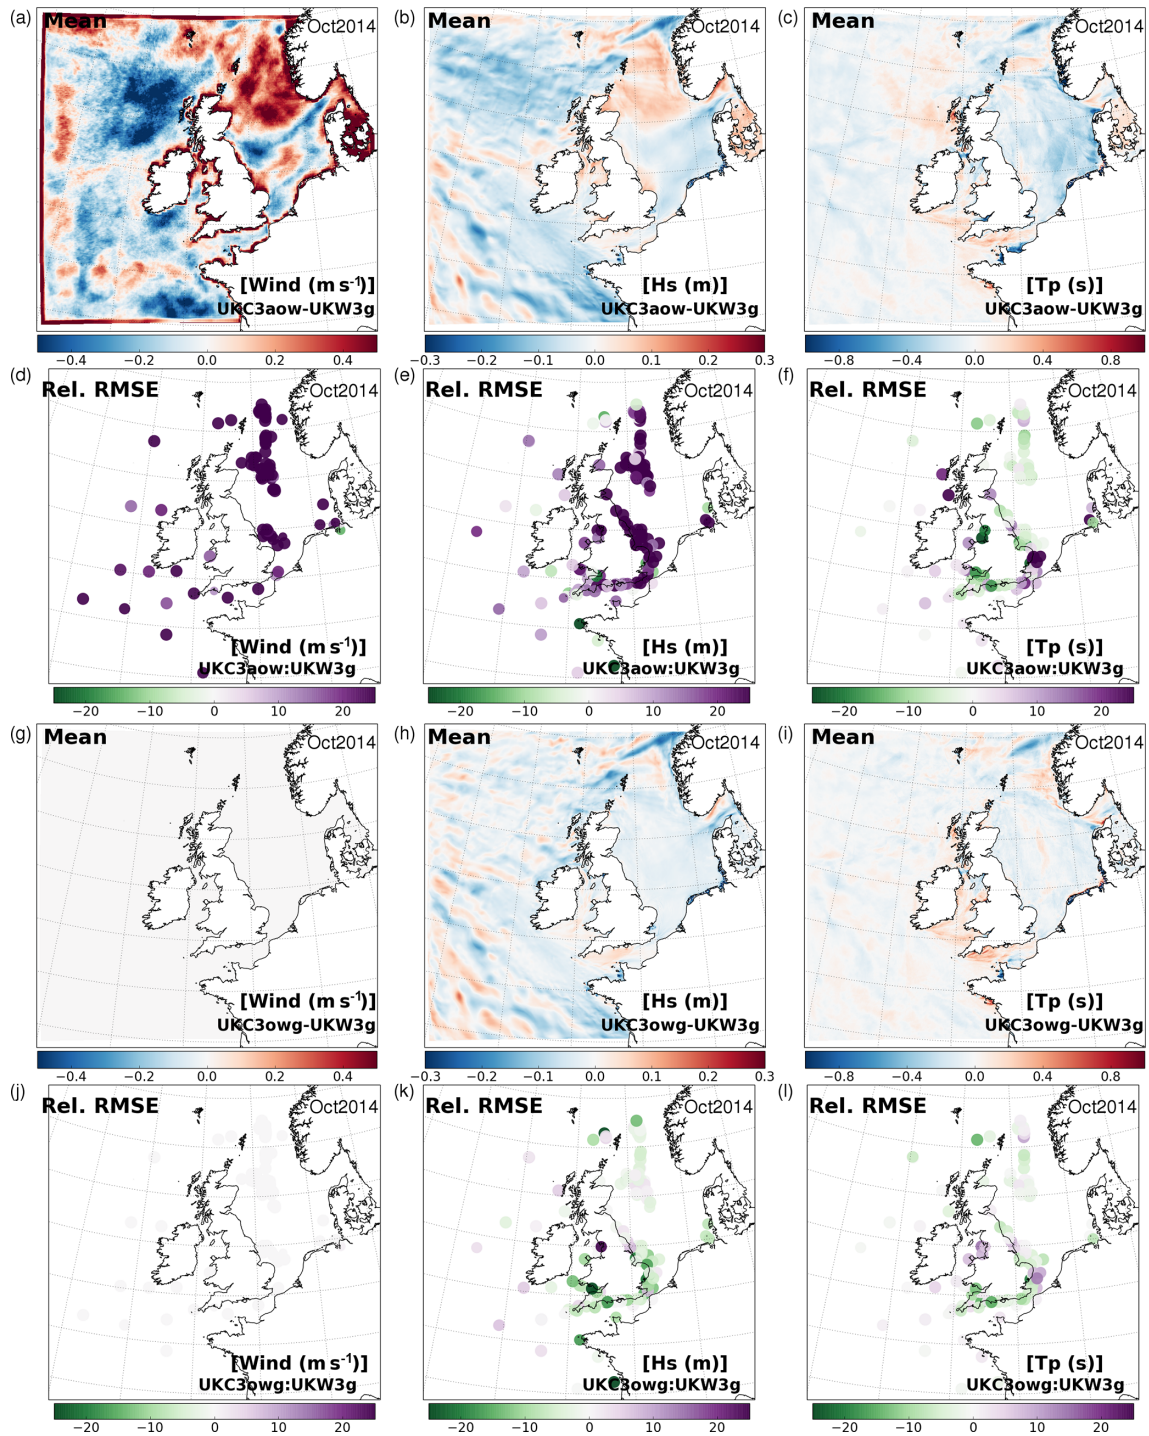 (a) Mean Oct2014
[Wind (m s⁻¹)]
UKC3aow-UKW3g
−0.4 −0.2 0.0 0.2 0.4
(b) Mean Oct2014
[Hs (m)]
UKC3aow-UKW3g
−0.3 −0.2 −0.1 0.0 0.1 0.2 0.3
(c) Mean Oct2014
[Tp (s)]
UKC3aow-UKW3g
−0.8 −0.4 0.0 0.4 0.8
(d) Rel. RMSE Oct2014
[Wind (m s⁻¹)]
UKC3aow:UKW3g
−20 −10 0 10 20
(e) Rel. RMSE Oct2014
[Hs (m)]
UKC3aow:UKW3g
−20 −10 0 10 20
(f) Rel. RMSE Oct2014
[Tp (s)]
UKC3aow:UKW3g
−20 −10 0 10 20
(g) Mean Oct2014
[Wind (m s⁻¹)]
UKC3owg-UKW3g
−0.4 −0.2 0.0 0.2 0.4
(h) Mean Oct2014
[Hs (m)]
UKC3owg-UKW3g
−0.3 −0.2 −0.1 0.0 0.1 0.2 0.3
(i) Mean Oct2014
[Tp (s)]
UKC3owg-UKW3g
−0.8 −0.4 0.0 0.4 0.8
(j) Rel. RMSE Oct2014
[Wind (m s⁻¹)]
UKC3owg:UKW3g
−20 −10 0 10 20
(k) Rel. RMSE Oct2014
[Hs (m)]
UKC3owg:UKW3g
−20 −10 0 10 20
(l) Rel. RMSE Oct2014
[Tp (s)]
UKC3owg:UKW3g
−20 −10 0 10 20